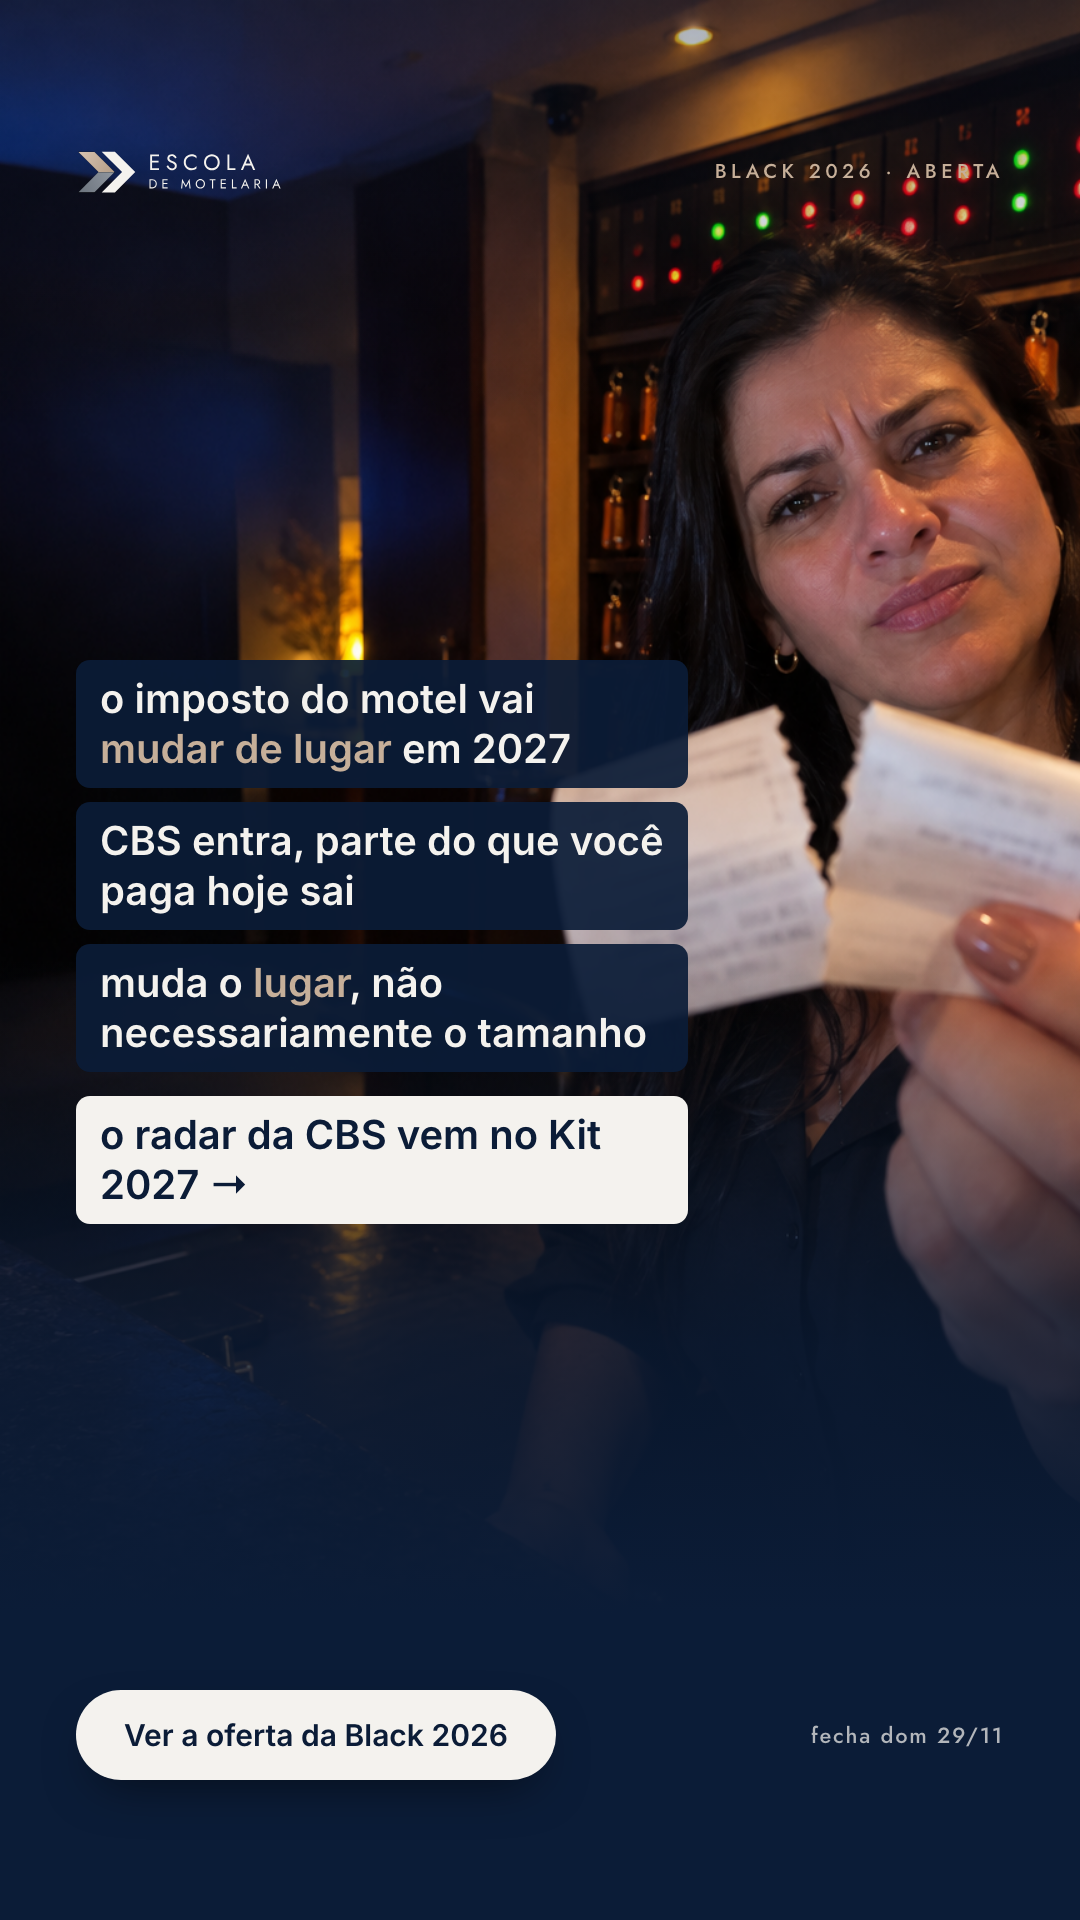 ESCOLA
DE MOTELARIA
BLACK 2026 · ABERTA
o imposto do motel vai
mudar de lugar em 2027
CBS entra, parte do que você
paga hoje sai
muda o lugar, não
necessariamente o tamanho
o radar da CBS vem no Kit
2027 →
Ver a oferta da Black 2026
fecha dom 29/11